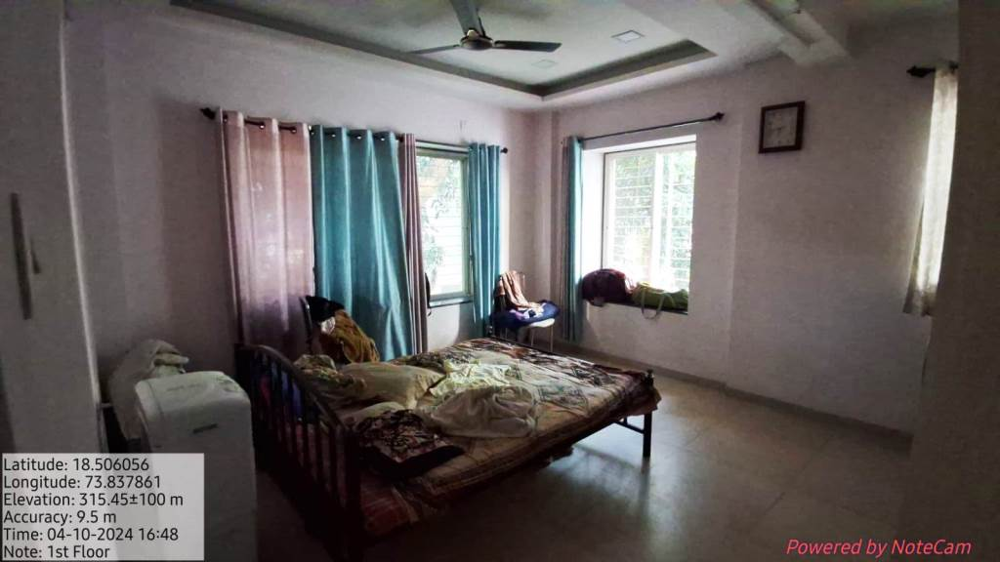 Latitude: 18.506056
Longitude: 73.837861
Elevation: 315.45±100 m
Accuracy: 9.5 m
Time: 04-10-2024 16:48
Note: 1st Floor
Powered by NoteCam